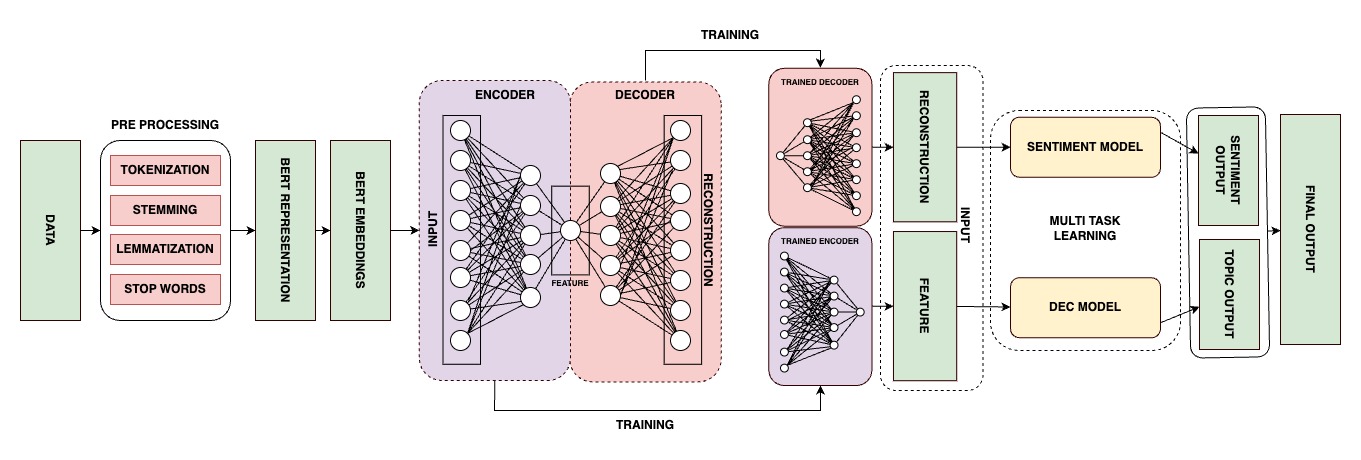 DATA
PRE PROCESSING
TOKENIZATION
STEMMING
LEMMATIZATION
STOP WORDS
BERT REPRESENTATION
BERT EMBEDDINGS
ENCODER
INPUT
FEATURE
DECODER
RECONSTRUCTION
TRAINING
TRAINING
TRAINED DECODER
TRAINED ENCODER
RECONSTRUCTION
FEATURE
INPUT
SENTIMENT MODEL
MULTI TASK
LEARNING
DEC MODEL
SENTIMENT
OUTPUT
TOPIC OUTPUT
FINAL OUTPUT